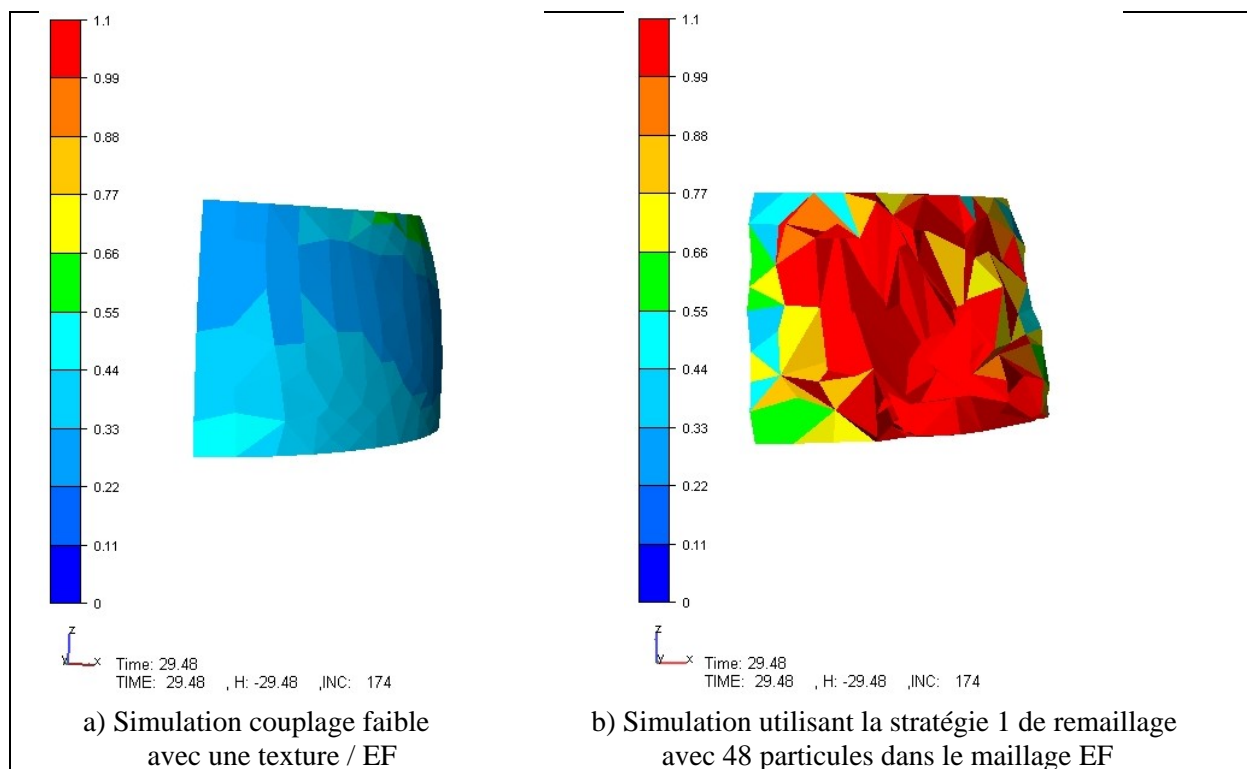 1.1
0.99
0.88
0.77
0.66
0.55
0.44
0.33
0.22
0.11
0
z
y x
Time: 29.48
TIME: 29.48 , H: -29.48 ,INC: 174
a) Simulation couplage faible
avec une texture / EF
1.1
0.99
0.88
0.77
0.66
0.55
0.44
0.33
0.22
0.11
0
z
y x
Time: 29.48
TIME: 29.48 , H: -29.48 ,INC: 174
b) Simulation utilisant la stratégie 1 de remaillage
avec 48 particules dans le maillage EF